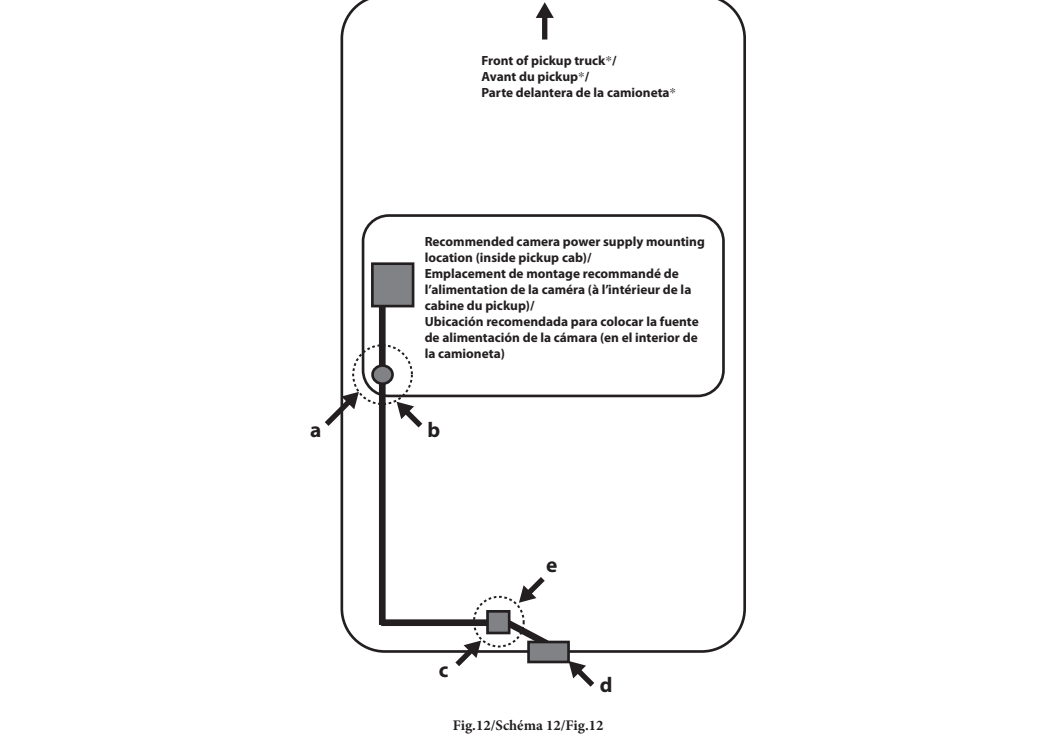 Front of pickup truck*/
Avant du pickup*/
Parte delantera de la camioneta*
Recommended camera power supply mounting
location (inside pickup cab)/
Emplacement de montage recommandé de
l’alimentation de la caméra (à l’intérieur de la
cabine du pickup)/
Ubicación recomendada para colocar la fuente
de alimentación de la cámara (en el interior de
la camioneta)
a
b
e
c
d
Fig.12/Schéma 12/Fig.12